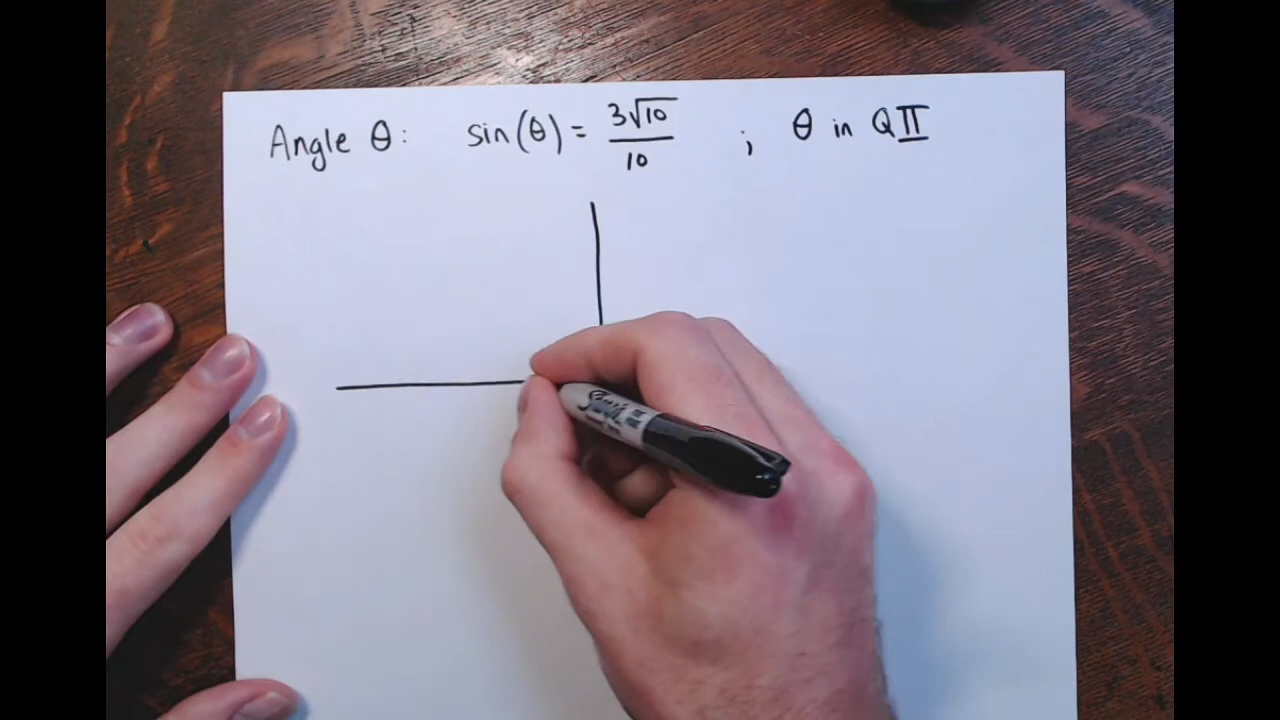 Angle θ: sin(θ) = 3√10/10 ; θ in QII